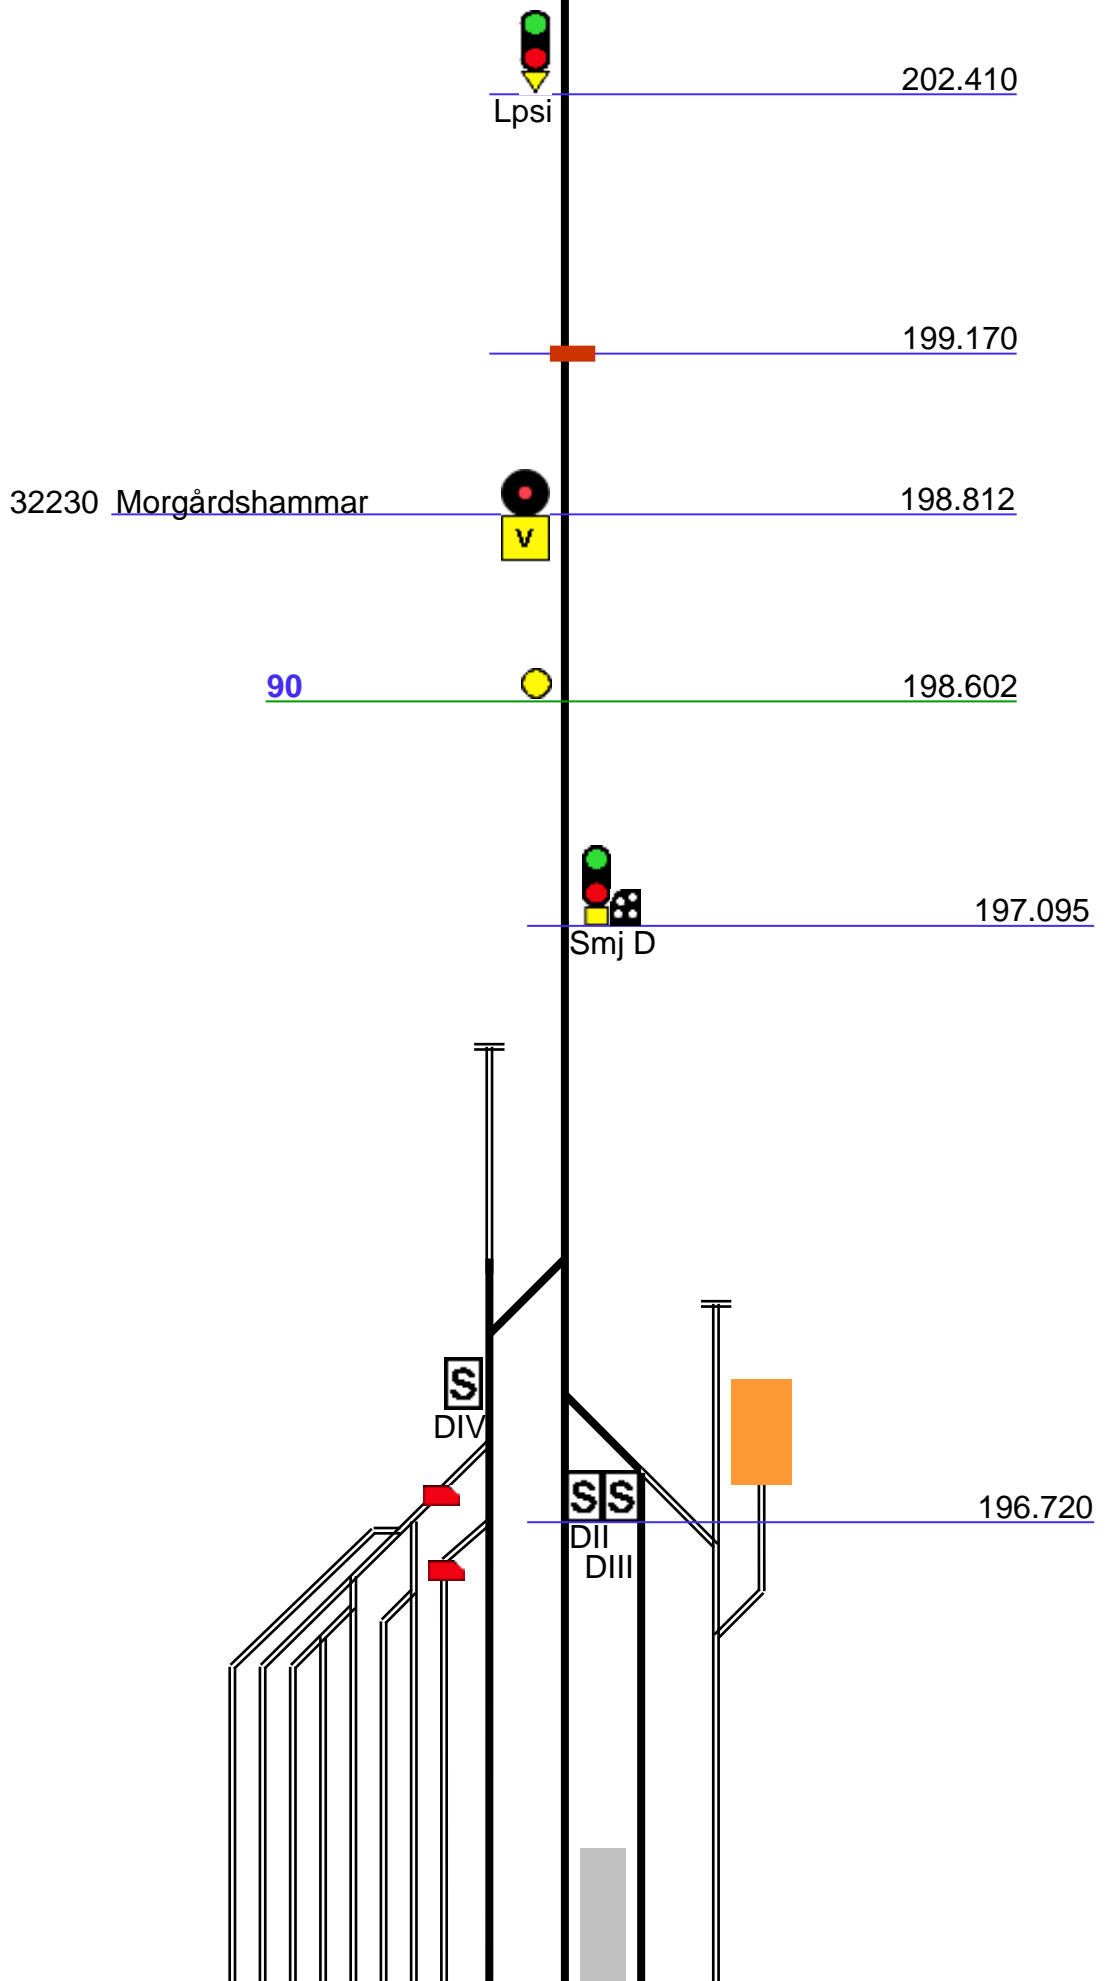 202.410
Lpsi
199.170
32230 Morgårdshammar 198.812
V
90 198.602
197.095
Smj D
S
DIV
S S
196.720
DII
DIII